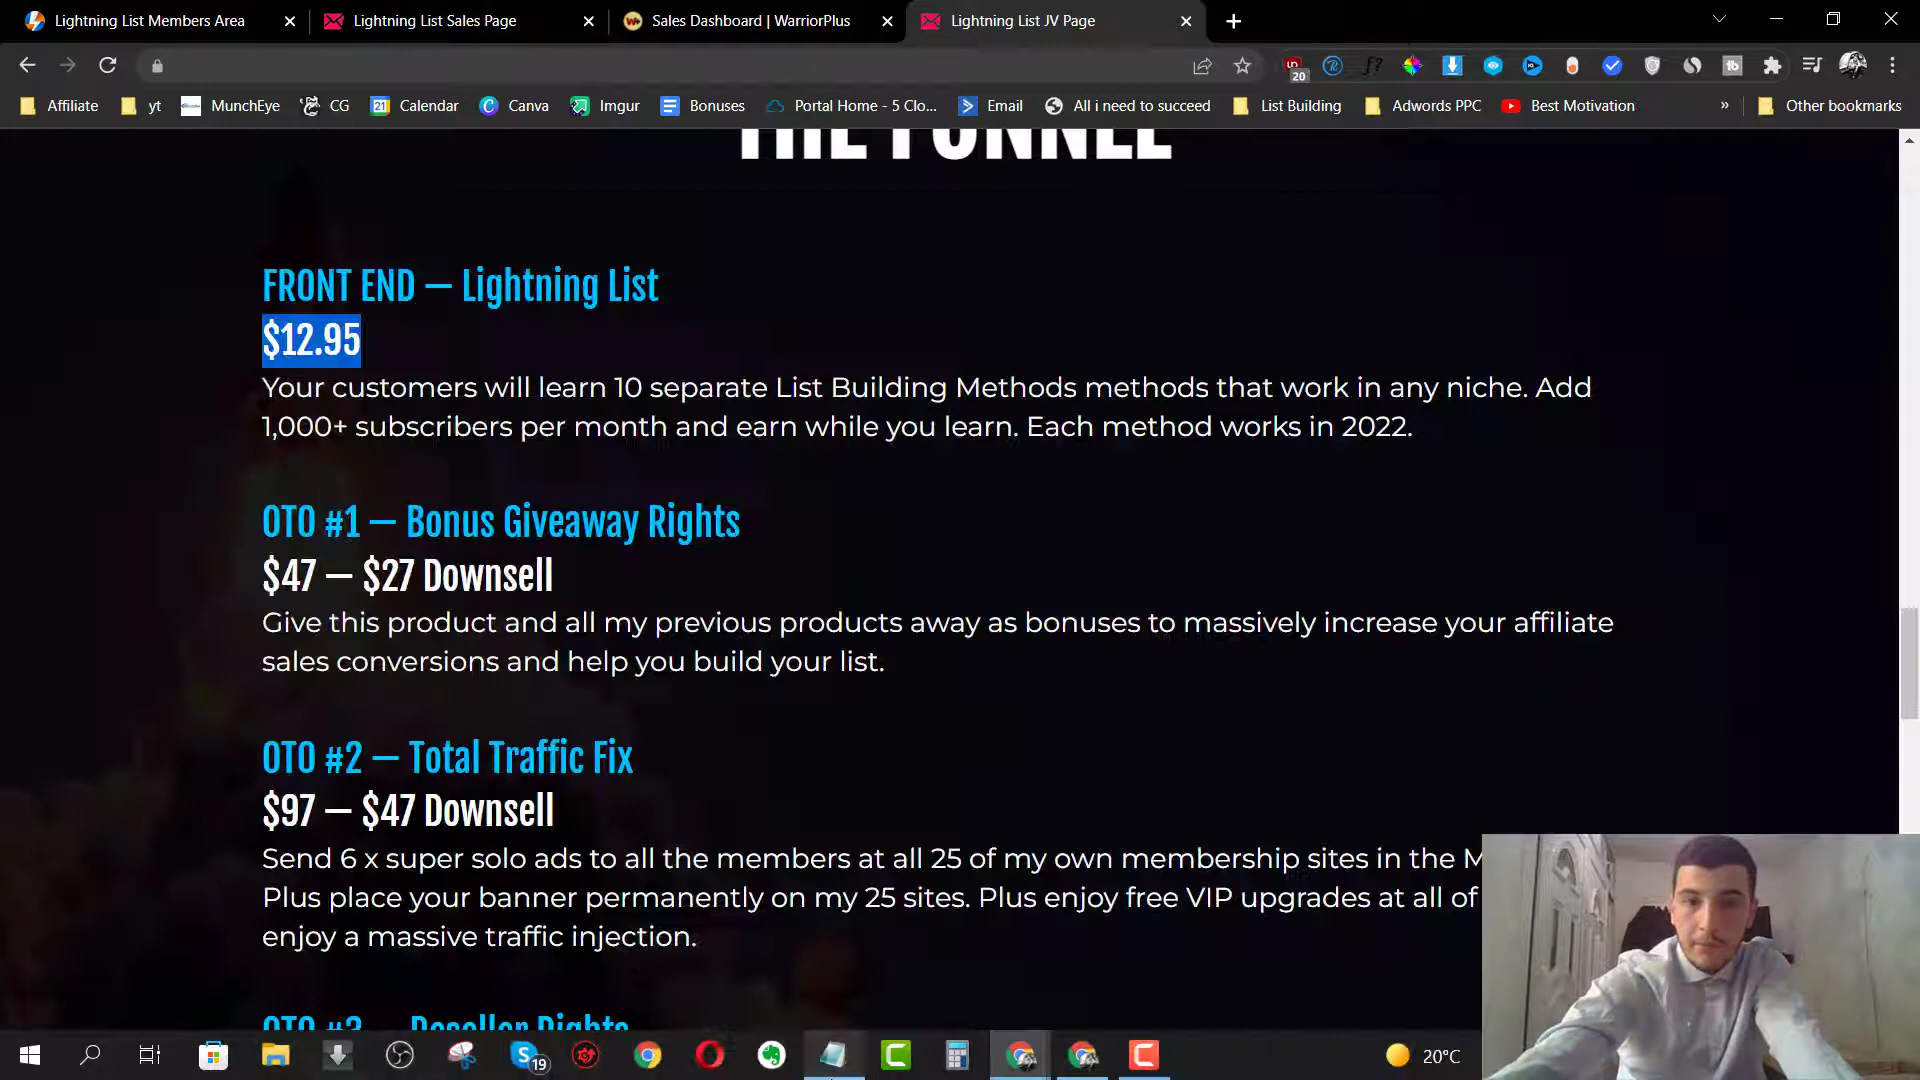 Lightning List Members Area
Lightning List Sales Page
Sales Dashboard | WarriorPlus
Lightning List JV Page
20
Affiliate
yt
MunchEye
CG
Calendar
Canva
Imgur
Bonuses
Portal Home - 5 Clo...
Email
All i need to succeed
List Building
Adwords PPC
Best Motivation
»
Other bookmarks
THE FUNNEL
FRONT END — Lightning List
$12.95
Your customers will learn 10 separate List Building Methods methods that work in any niche. Add
1,000+ subscribers per month and earn while you learn. Each method works in 2022.
OTO #1 — Bonus Giveaway Rights
$47 — $27 Downsell
Give this product and all my previous products away as bonuses to massively increase your affiliate
sales conversions and help you build your list.
OTO #2 — Total Traffic Fix
$97 — $47 Downsell
Send 6 x super solo ads to all the members at all 25 of my own membership sites in the M
Plus place your banner permanently on my 25 sites. Plus enjoy free VIP upgrades at all of
enjoy a massive traffic injection.
OTO #3 — Reseller Rights
19
20°C